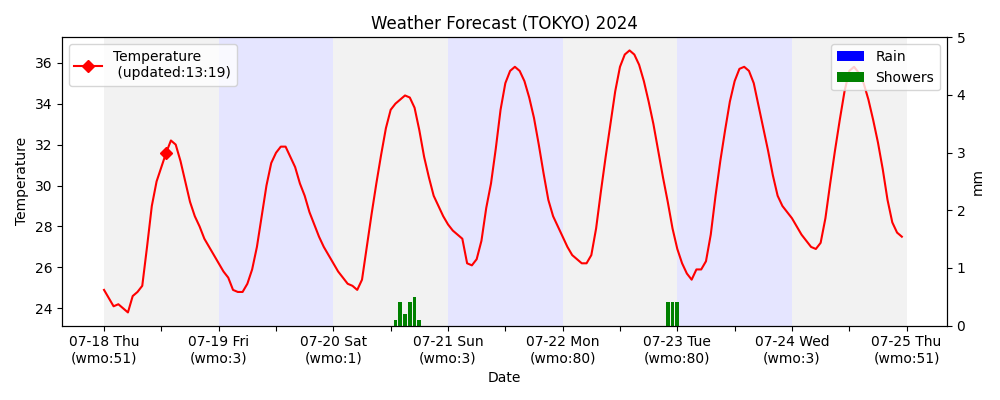 Weather Forecast (TOKYO) 2024
Temperature
(updated:13:19)
Rain
Showers
Temperature
36
34
32
30
28
26
24
5
4
3
2
1
0
mm
07-18 Thu
(wmo:51)
07-19 Fri
(wmo:3)
07-20 Sat
(wmo:1)
07-21 Sun
(wmo:3)
07-22 Mon
(wmo:80)
07-23 Tue
(wmo:80)
07-24 Wed
(wmo:3)
07-25 Thu
(wmo:51)
Date